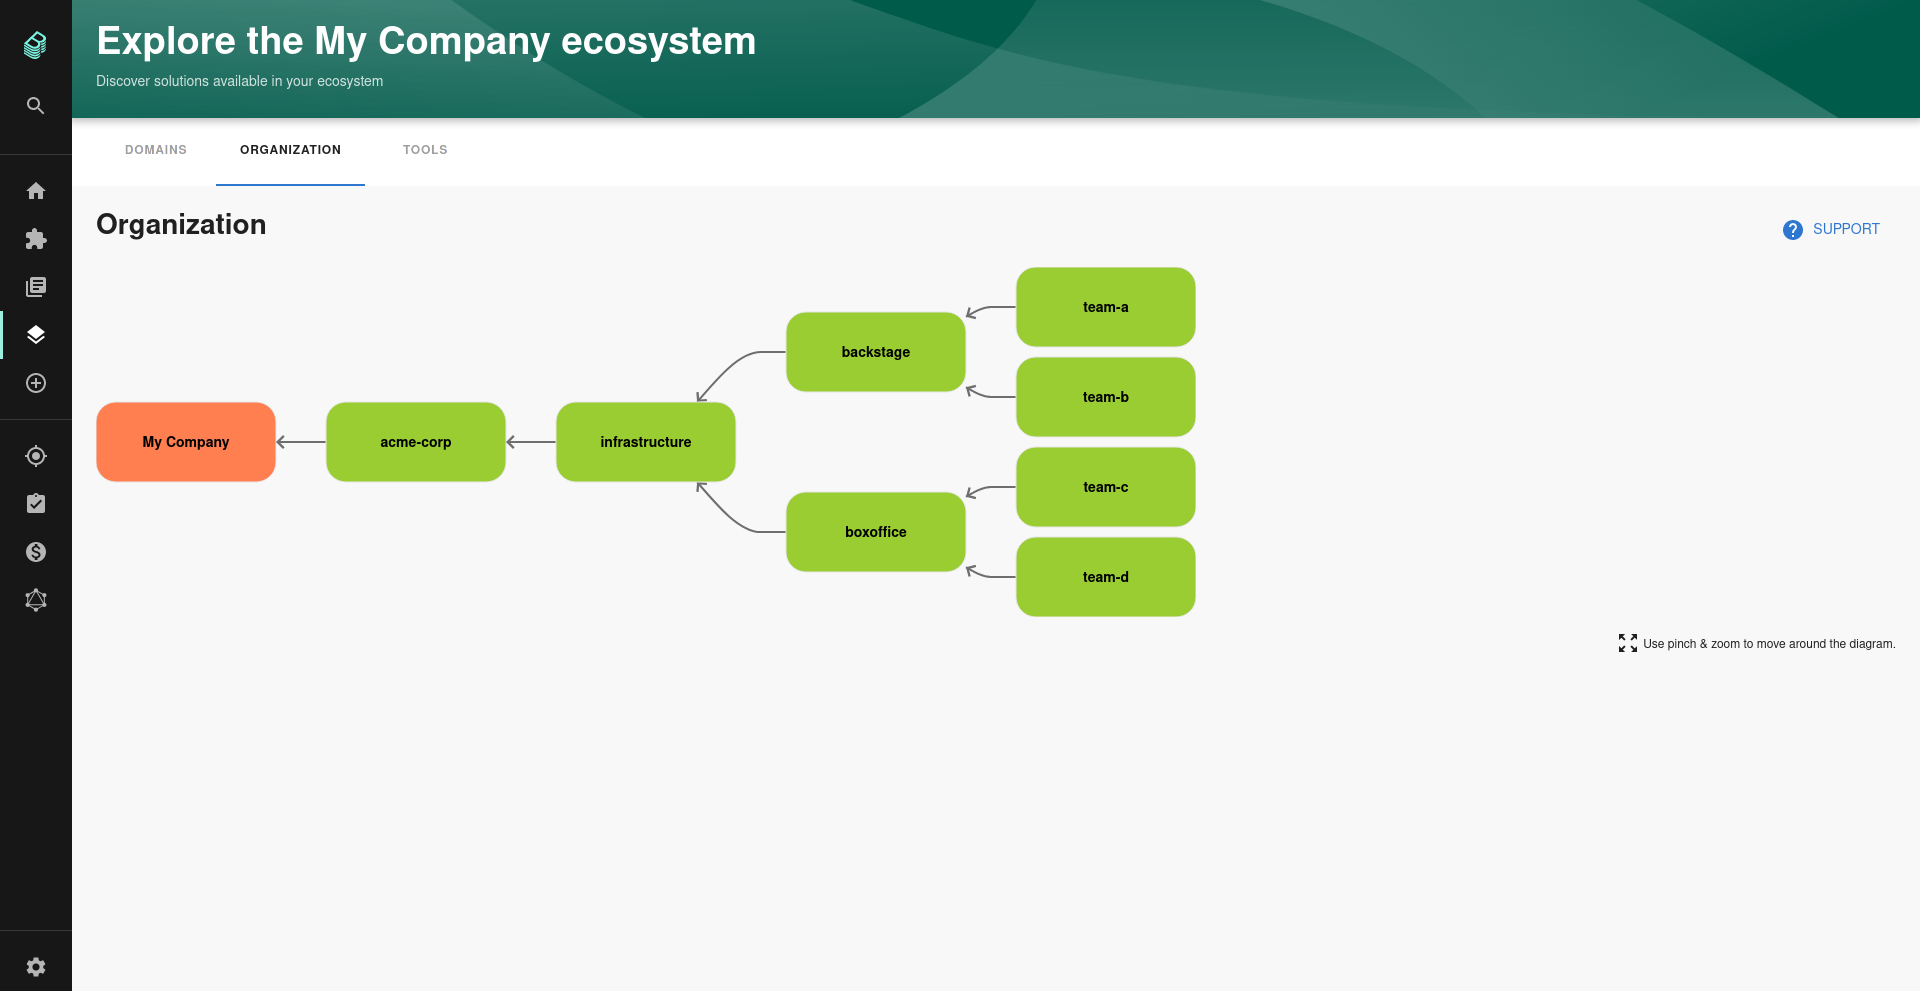 Explore the My Company ecosystem
Discover solutions available in your ecosystem
DOMAINS
ORGANIZATION
TOOLS
Organization
SUPPORT
My Company
acme-corp
infrastructure
backstage
boxoffice
team-a
team-b
team-c
team-d
Use pinch & zoom to move around the diagram.